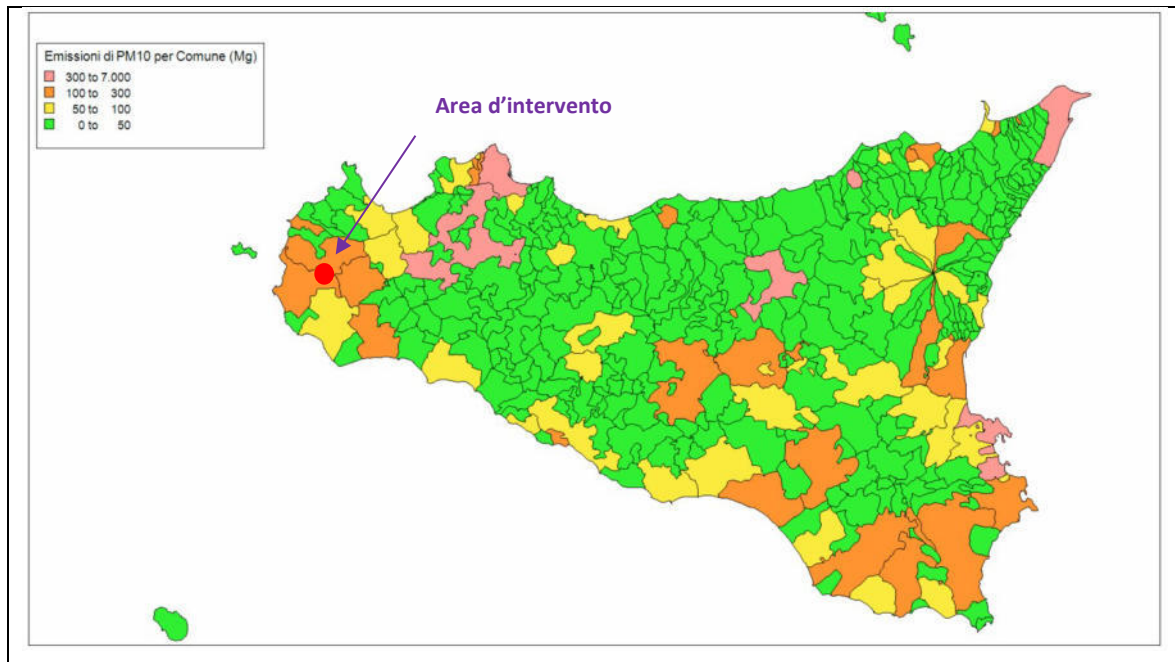 Emissioni di PM10 per Comune (Mg)
300 to 7.000
100 to 300
50 to 100
0 to 50
Area d’intervento